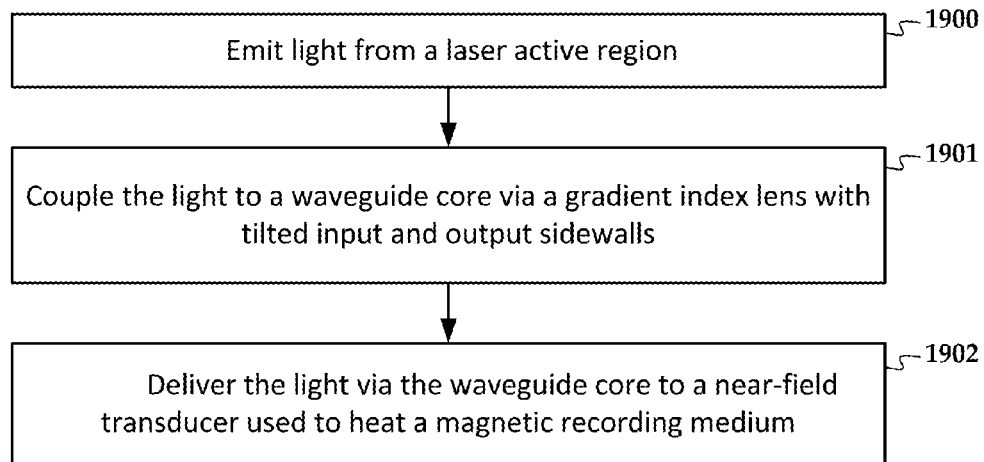 1900
Emit light from a laser active region
1901
Couple the light to a waveguide core via a gradient index lens with
tilted input and output sidewalls
1902
Deliver the light via the waveguide core to a near-field
transducer used to heat a magnetic recording medium